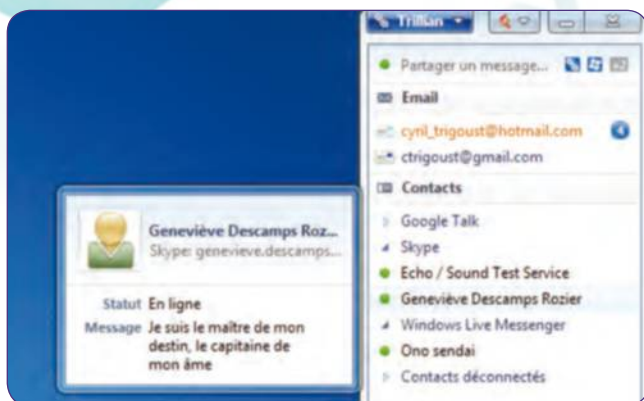 Trillian
Partager un message...
Email
cyril_trigoust@hotmail.com
ctrigoust@gmail.com
Contacts
Google Talk
Skype
Echo / Sound Test Service
Geneviève Descamps Rozier
Windows Live Messenger
Ono sendai
Contacts déconnectés
Geneviève Descamps Roz...
Skype: genevieve.descamps...
Statut En ligne
Message Je suis le maître de mon
destin, le capitaine de
mon âme